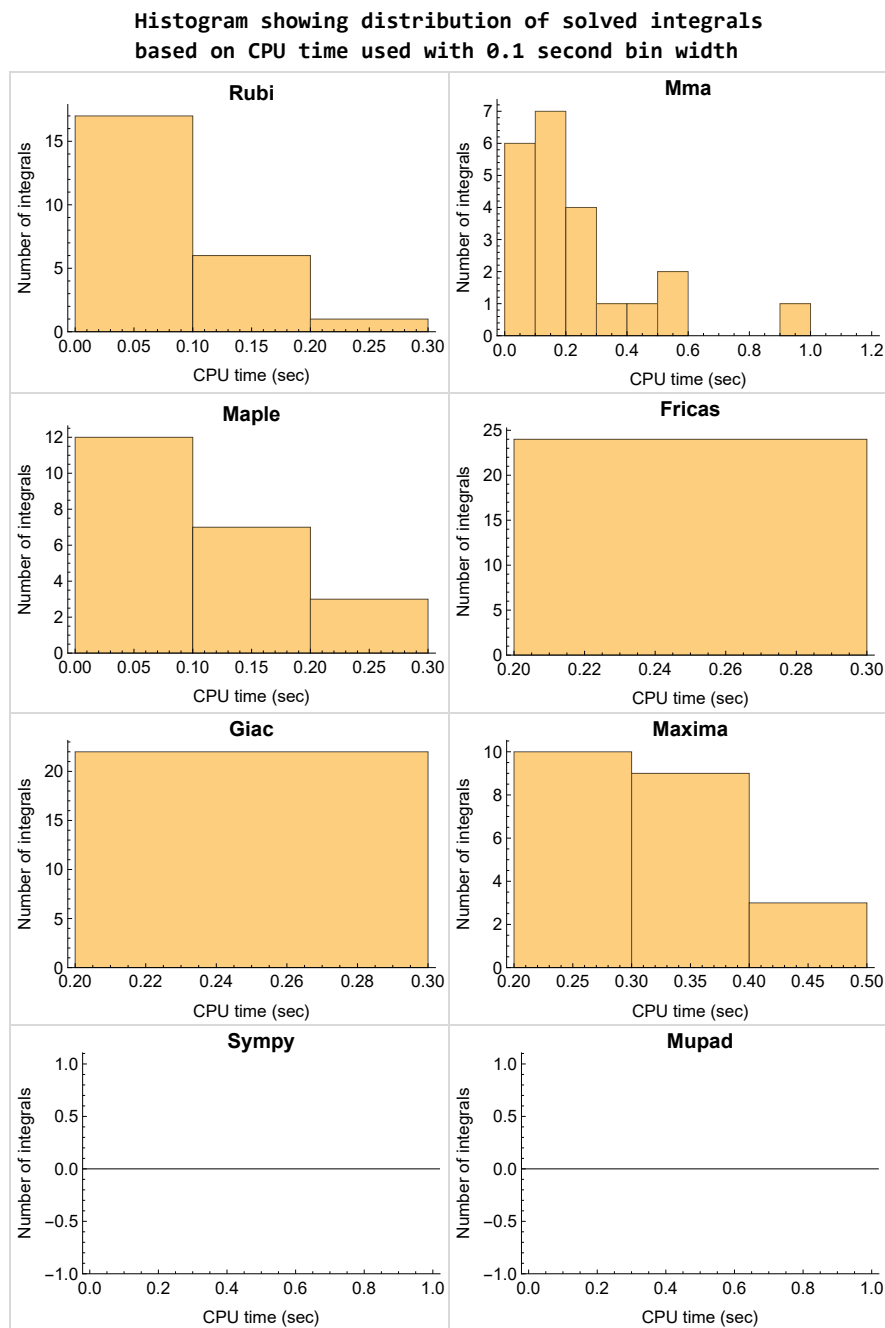 Histogram showing distribution of solved integrals
based on CPU time used with 0.1 second bin width
Rubi
Number of integrals
15
10
5
0
0.00 0.05 0.10 0.15 0.20 0.25 0.30
CPU time (sec)
Mma
Number of integrals
7
6
5
4
3
2
1
0
0.0 0.2 0.4 0.6 0.8 1.0 1.2
CPU time (sec)
Maple
Number of integrals
12
10
8
6
4
2
0
0.00 0.05 0.10 0.15 0.20 0.25 0.30
CPU time (sec)
Fricas
Number of integrals
25
20
15
10
5
0
0.20 0.22 0.24 0.26 0.28 0.30
CPU time (sec)
Giac
Number of integrals
20
15
10
5
0
0.20 0.22 0.24 0.26 0.28 0.30
CPU time (sec)
Maxima
Number of integrals
10
8
6
4
2
0
0.20 0.25 0.30 0.35 0.40 0.45 0.50
CPU time (sec)
Sympy
Number of integrals
1.0
0.5
0.0
−0.5
−1.0
0.0 0.2 0.4 0.6 0.8 1.0
CPU time (sec)
Mupad
Number of integrals
1.0
0.5
0.0
−0.5
−1.0
0.0 0.2 0.4 0.6 0.8 1.0
CPU time (sec)